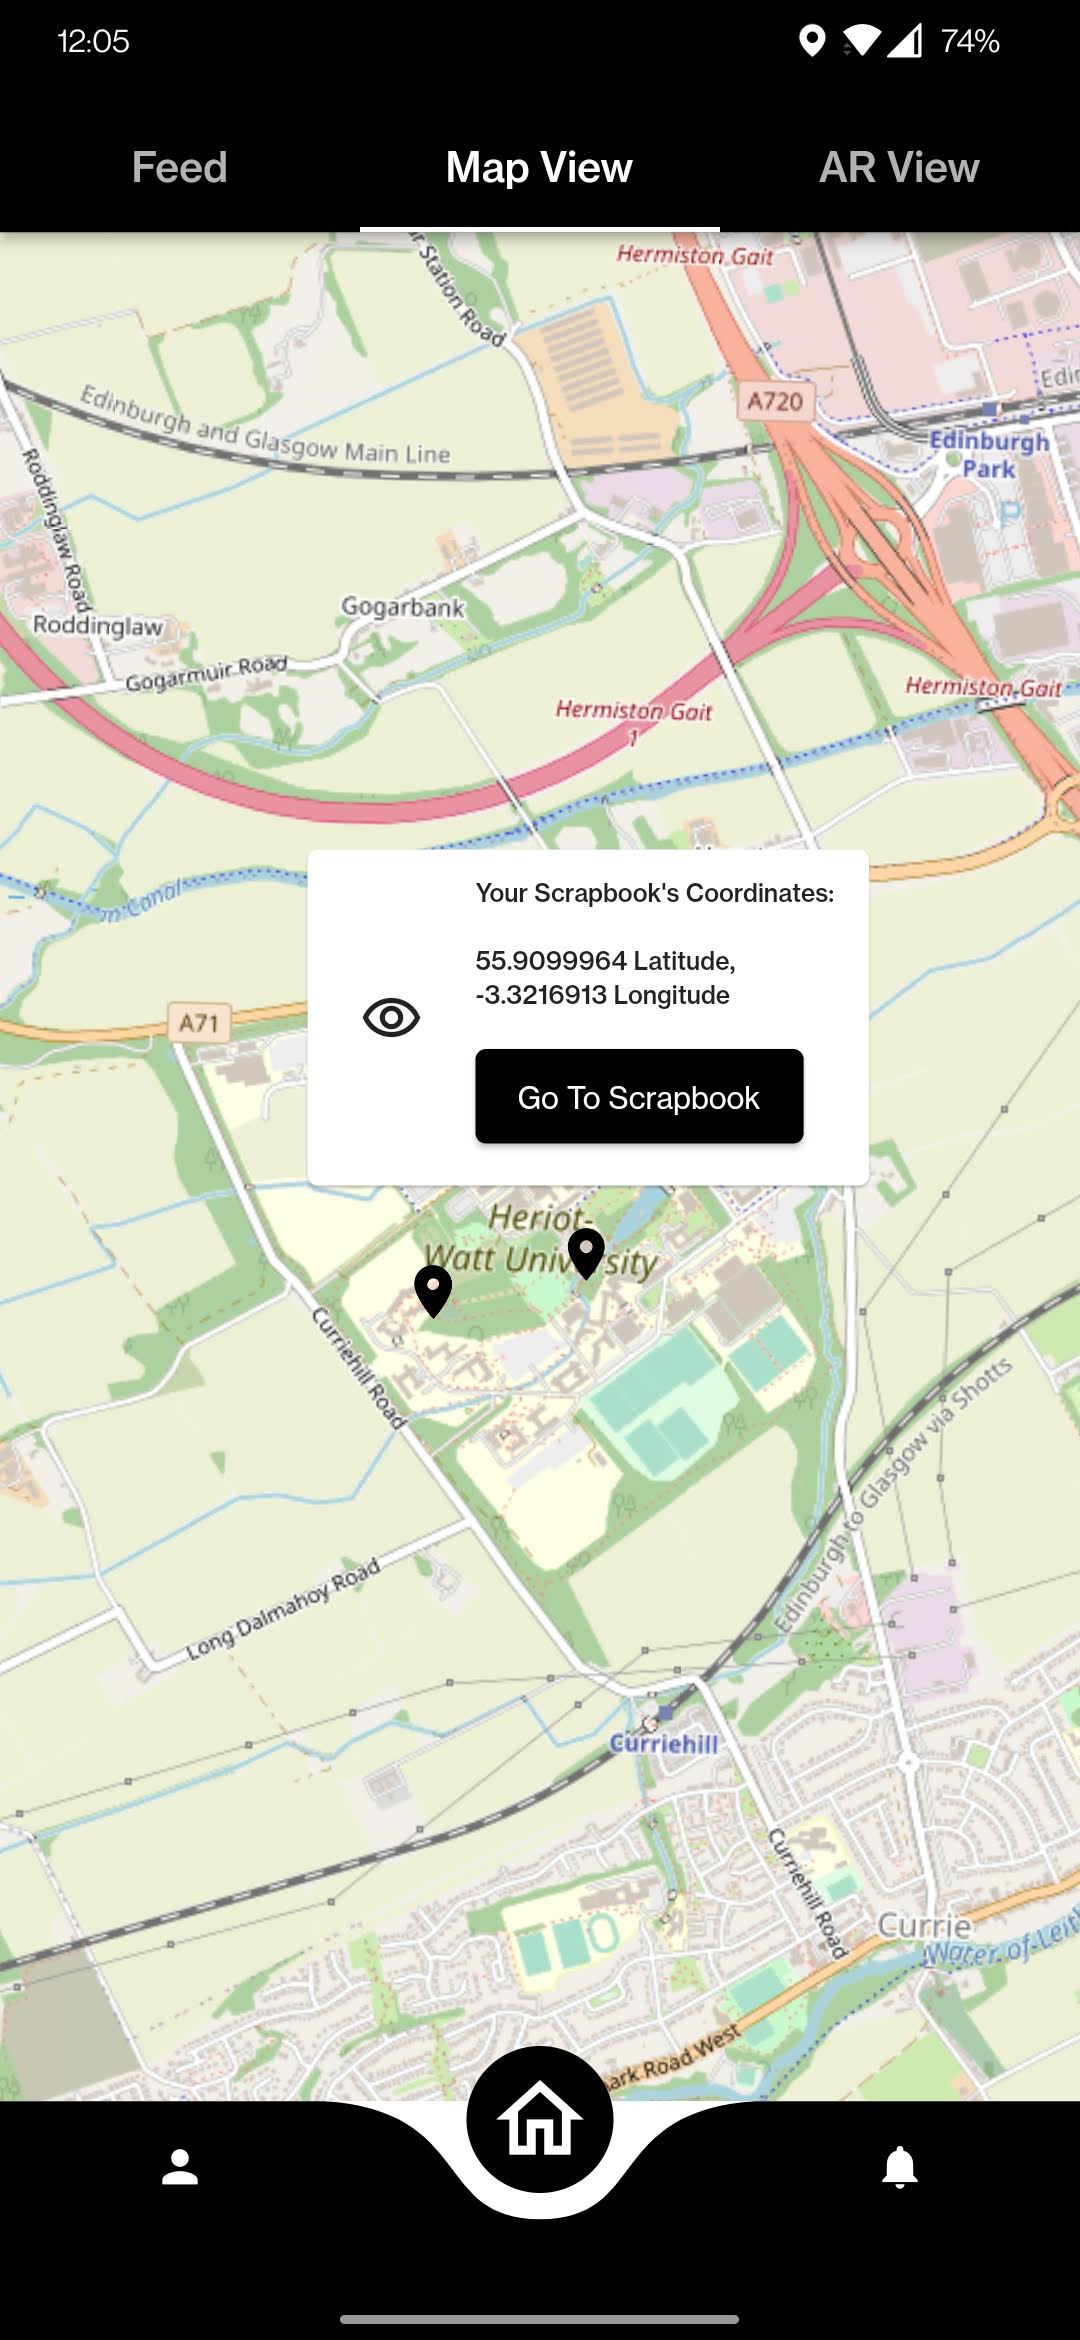 12:05
74%
Feed
Map View
AR View
Station Road
Hermiston Gait
A720
Edinburgh and Glasgow Main Line
Edinburgh
Park
P
Roddinglaw Road
Gogarbank
Roddinglaw
Gogarmuir Road
Hermiston Gait
Hermiston Gait
1
Canal
A71
Your Scrapbook's Coordinates:
55.9099964 Latitude,
-3.3216913 Longitude
Go To Scrapbook
Heriot-
Watt University
Curriehill Road
Edinburgh to Glasgow via Shotts
Long Dalmahoy Road
Curriehill
Curriehill Road
Currie
Water of Leith
ark Road West